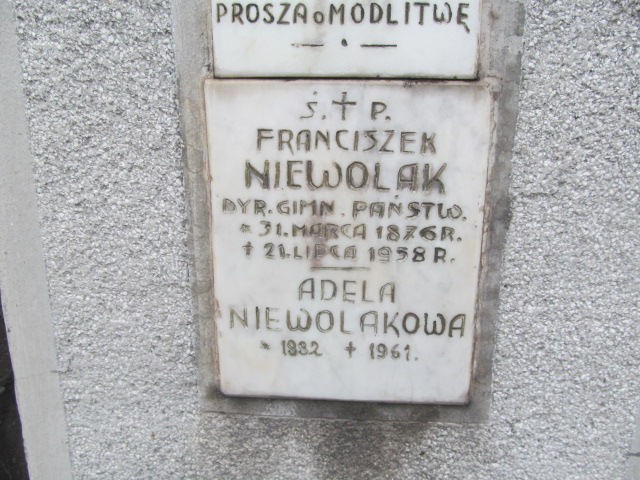 PROSZĄ o MODLITWĘ
Ś. † P.
FRANCISZEK
NIEWOLAK
DYR. GIMN. PAŃSTW.
* 31. MARCA 1876 R.
† 21. LIPCA 1958 R.
ADELA
NIEWOLAKOWA
* 1882 † 1961.